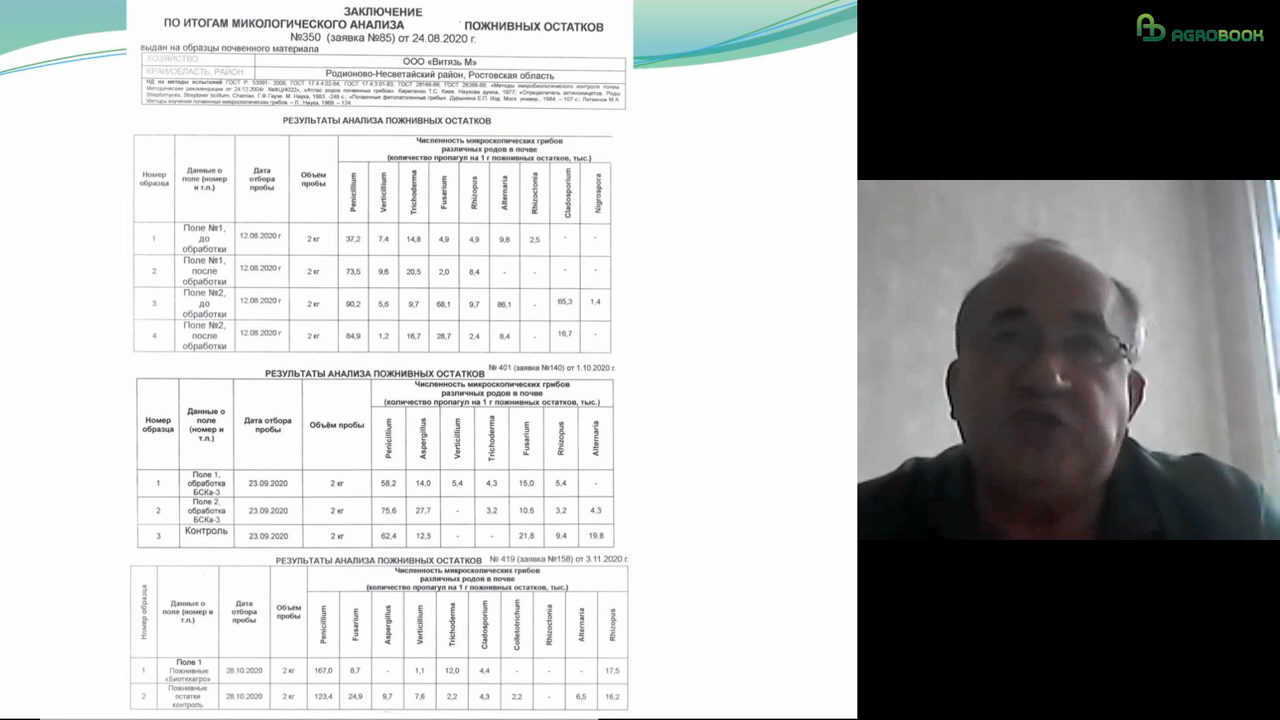 ЗАКЛЮЧЕНИЕ
ПО ИТОГАМ МИКОЛОГИЧЕСКОГО АНАЛИЗА ПОЖНИВНЫХ ОСТАТКОВ
№350 (заявка №85) от 24.08.2020 г.
выдан на образцы почвенного материала
ХОЗЯЙСТВО ООО «Витязь М»
КРАЙ/ОБЛАСТЬ, РАЙОН Родионово-Несветайский район, Ростовская область
РЕЗУЛЬТАТЫ АНАЛИЗА ПОЖНИВНЫХ ОСТАТКОВ
Номер образца Данные о поле (номер и т.п.) Дата отбора пробы Объём пробы Численность микроскопических грибов различных родов в почве (количество пропагул на 1 г пожнивных остатков, тыс.)
Penicillium Verticillium Trichoderma Fusarium Rhizopus Alternaria Rhizoctonia Cladosporium Nigrospora
1 Поле №1, до обработки 12.08.2020 г 2 кг 37,2 7,4 14,8 4,9 4,9 9,8 2,5 - -
2 Поле №1, после обработки 12.08.2020 г 2 кг 73,5 9,6 20,5 2,0 8,4 - - - -
3 Поле №2, до обработки 12.08.2020 г 2 кг 90,2 5,6 9,7 68,1 9,7 86,1 - 65,3 1,4
4 Поле №2, после обработки 12.08.2020 г 2 кг 84,9 1,2 16,7 28,7 2,4 8,4 - 16,7 -
РЕЗУЛЬТАТЫ АНАЛИЗА ПОЖНИВНЫХ ОСТАТКОВ № 401 (заявка №140) от 1.10.2020 г.
Номер образца Данные о поле (номер и т.п.) Дата отбора пробы Объём пробы Численность микроскопических грибов различных родов в почве (количество пропагул на 1 г пожнивных остатков, тыс.)
Penicillium Aspergillus Verticillium Trichoderma Fusarium Rhizopus Alternaria
1 Поле 1, обработка БСКа-3 23.09.2020 2 кг 58,2 14,0 5,4 4,3 15,0 5,4 -
2 Поле 2, обработка БСКа-3 23.09.2020 2 кг 75,6 27,7 - 3,2 10,6 3,2 4,3
3 Контроль 23.09.2020 2 кг 62,4 12,5 - - 21,8 9,4 19,8
РЕЗУЛЬТАТЫ АНАЛИЗА ПОЖНИВНЫХ ОСТАТКОВ № 419 (заявка №158) от 3.11.2020 г.
Номер образца Данные о поле (номер и т.п.) Дата отбора пробы Объём пробы Численность микроскопических грибов различных родов в почве (количество пропагул на 1 г пожнивных остатков, тыс.)
Penicillium Fusarium Aspergillus Verticillium Trichoderma Cladosporium Colletotrichum Rhizoctonia Alternaria Rhizopus
1 Поле 1 Пожнивные «Биотехагро» 28.10.2020 2 кг 167,0 8,7 - 1,1 12,0 4,4 - - - 17,5
2 Пожнивные остатки контроль 28.10.2020 2 кг 123,4 24,9 9,7 7,6 2,2 4,3 2,2 - 6,5 16,2
AGROBOOK